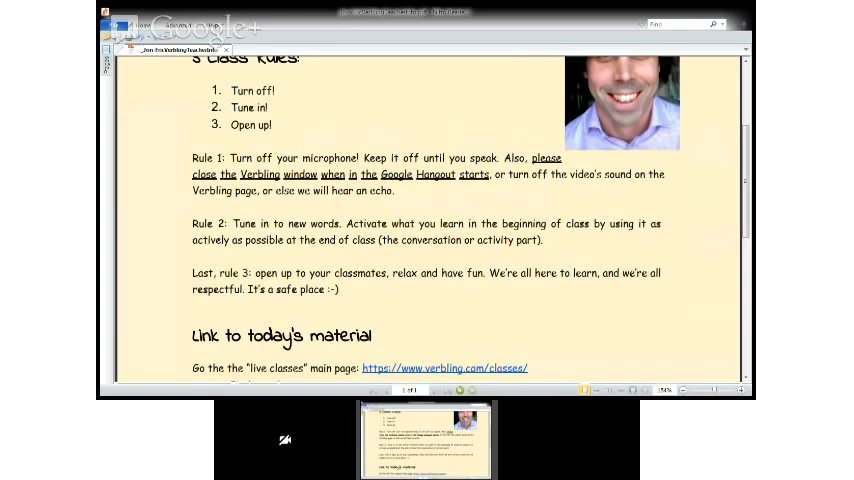 Google+
Home
Find
_Jon-Fm VerblingTeacherInt
3 Class Rules:
1. Turn off!
2. Tune in!
3. Open up!
Rule 1: Turn off your microphone! Keep it off until you speak. Also, please
close the Verbling window when in the Google Hangout starts, or turn off the video's sound on the
Verbling page, or else we will hear an echo.
Rule 2: Tune in to new words. Activate what you learn in the beginning of class by using it as
actively as possible at the end of class (the conversation or activity part).
Last, rule 3: open up to your classmates, relax and have fun. We're all here to learn, and we're all
respectful. It's a safe place :-)
Link to today's material
Go the the “live classes” main page: https://www.verbling.com/classes/
1 of 1
154%